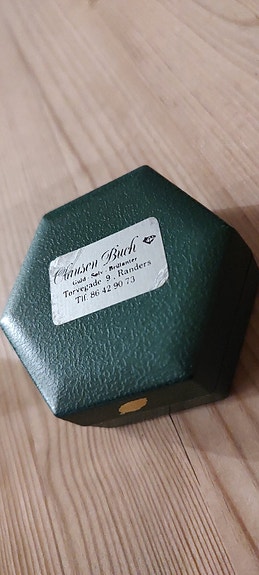 Clausen Buch
Guld - Sølv - Brillanter
Torvegade 9 . Randers
Tlf. 86 42 90 73